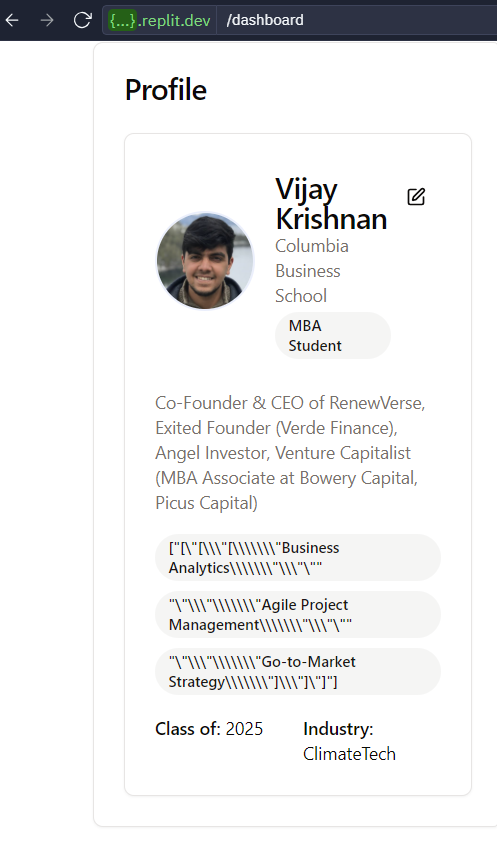 {...}.replit.dev /dashboard
Profile
Vijay
Krishnan
Columbia
Business
School
MBA
Student
Co-Founder & CEO of RenewVerse,
Exited Founder (Verde Finance),
Angel Investor, Venture Capitalist
(MBA Associate at Bowery Capital,
Picus Capital)
["[\"[\\\"[\\\\\\\"Business
Analytics\\\\\\\"\\\"\""
"\"\\\"\\\\\\\"Agile Project
Management\\\\\\\"\\\"\""
"\"\\\"\\\\\\\"Go-to-Market
Strategy\\\\\\\"]\\\"]\"]"]
Class of: 2025 Industry:
ClimateTech